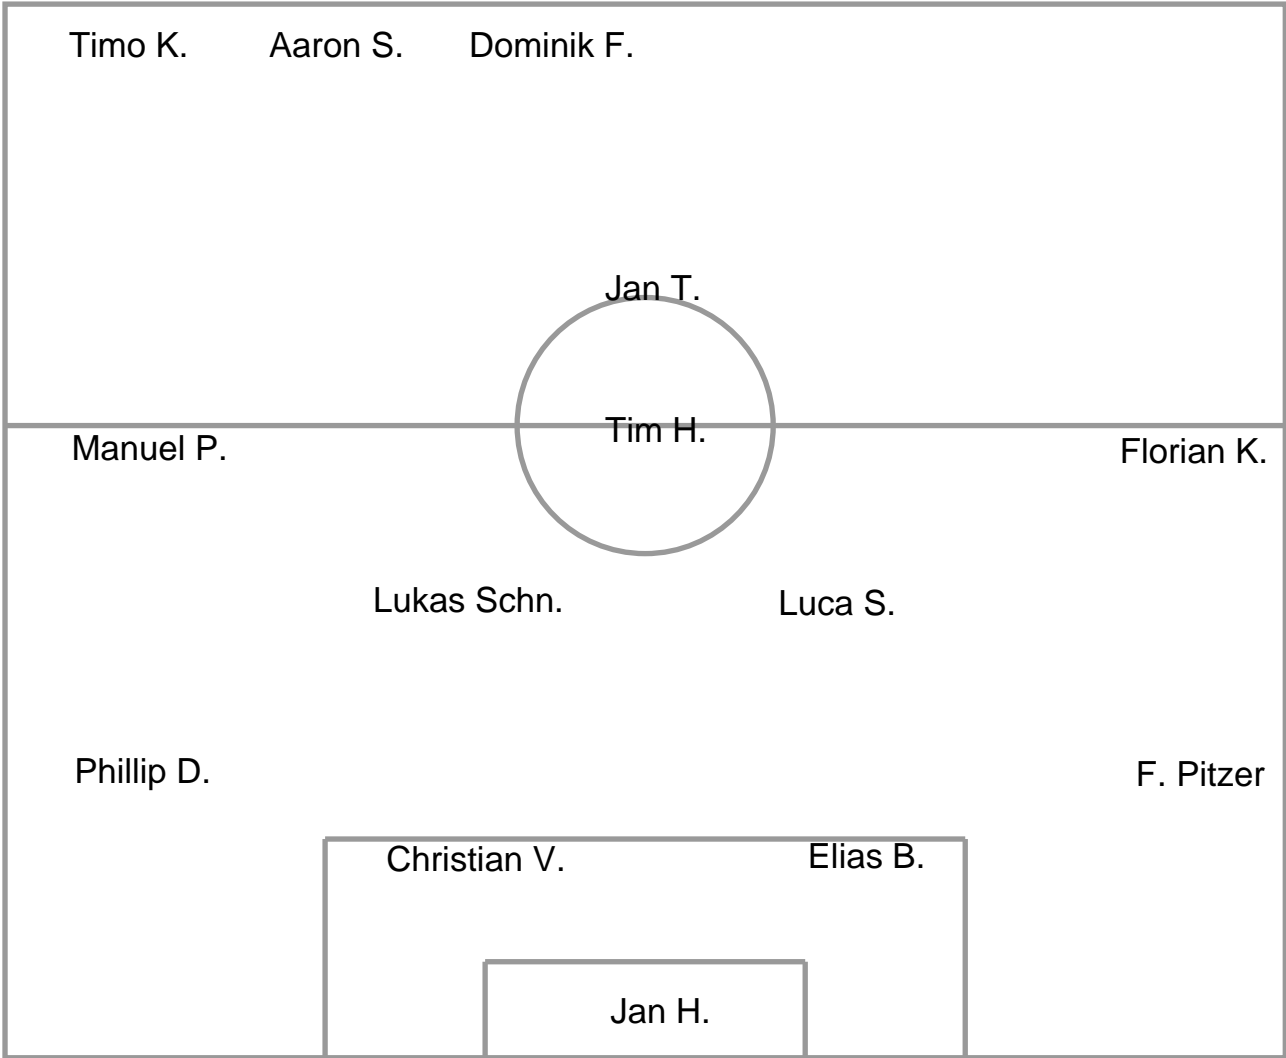 Timo K. Aaron S. Dominik F.
Jan T.
Tim H.
Manuel P. Florian K.
Lukas Schn. Luca S.
Phillip D. F. Pitzer
Christian V. Elias B.
Jan H.